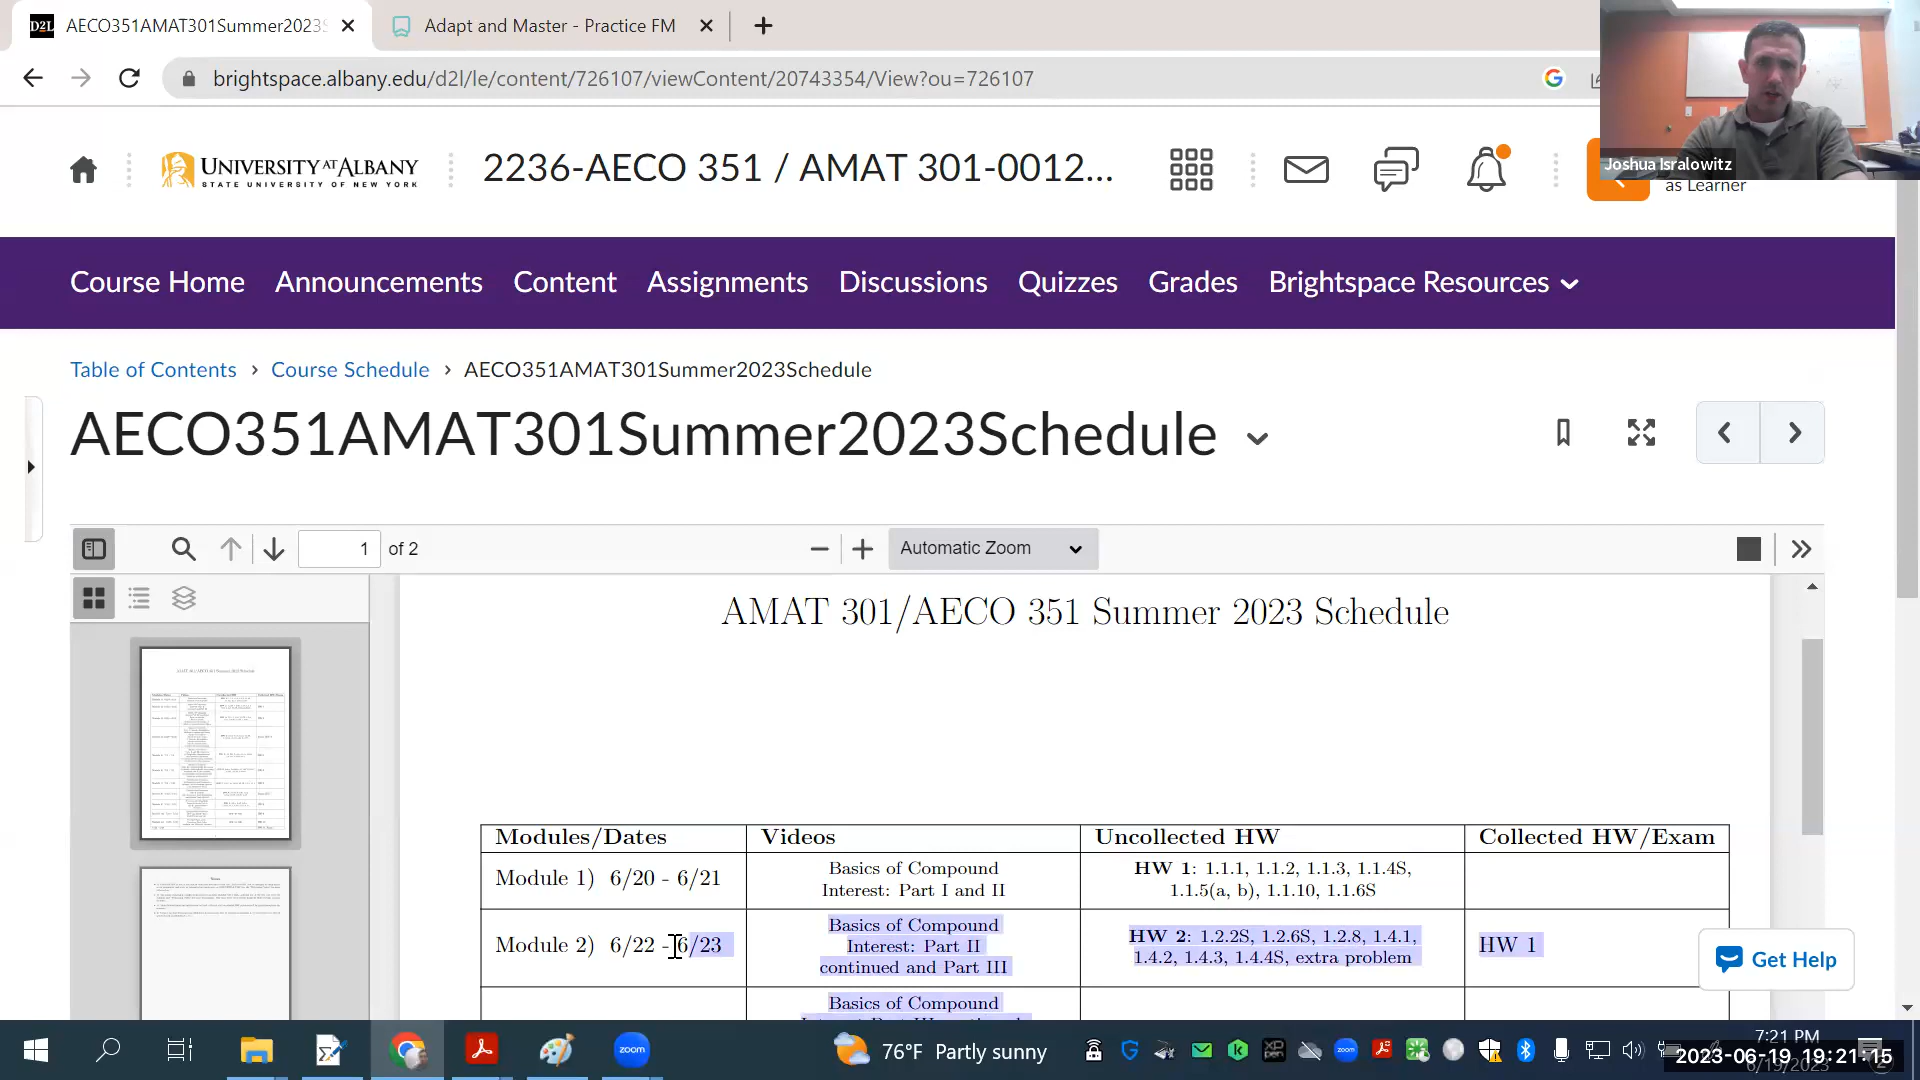 D2L AECO351AMAT301Summer2023S
Adapt and Master - Practice FM
brightspace.albany.edu/d2l/le/content/726107/viewContent/20743354/View?ou=726107
Joshua Isralowitz
as Learner
UNIVERSITY AT ALBANY
STATE UNIVERSITY OF NEW YORK
2236-AECO 351 / AMAT 301-0012...
Course Home Announcements Content Assignments Discussions Quizzes Grades Brightspace Resources
Table of Contents › Course Schedule › AECO351AMAT301Summer2023Schedule
AECO351AMAT301Summer2023Schedule
1 of 2
Automatic Zoom
AMAT 301/AECO 351 Summer 2023 Schedule
Modules/Dates Videos Uncollected HW Collected HW/Exam
Module 1) 6/20 - 6/21
Basics of Compound
Interest: Part I and II
HW 1: 1.1.1, 1.1.2, 1.1.3, 1.1.4S,
1.1.5(a, b), 1.1.10, 1.1.6S
Module 2) 6/22 - 6/23
Basics of Compound
Interest: Part II
continued and Part III
HW 2: 1.2.2S, 1.2.6S, 1.2.8, 1.4.1,
1.4.2, 1.4.3, 1.4.4S, extra problem
HW 1
Basics of Compound
Get Help
zoom
76°F Partly sunny
7:21 PM
2023-06-19 19:21:15
6/19/2023